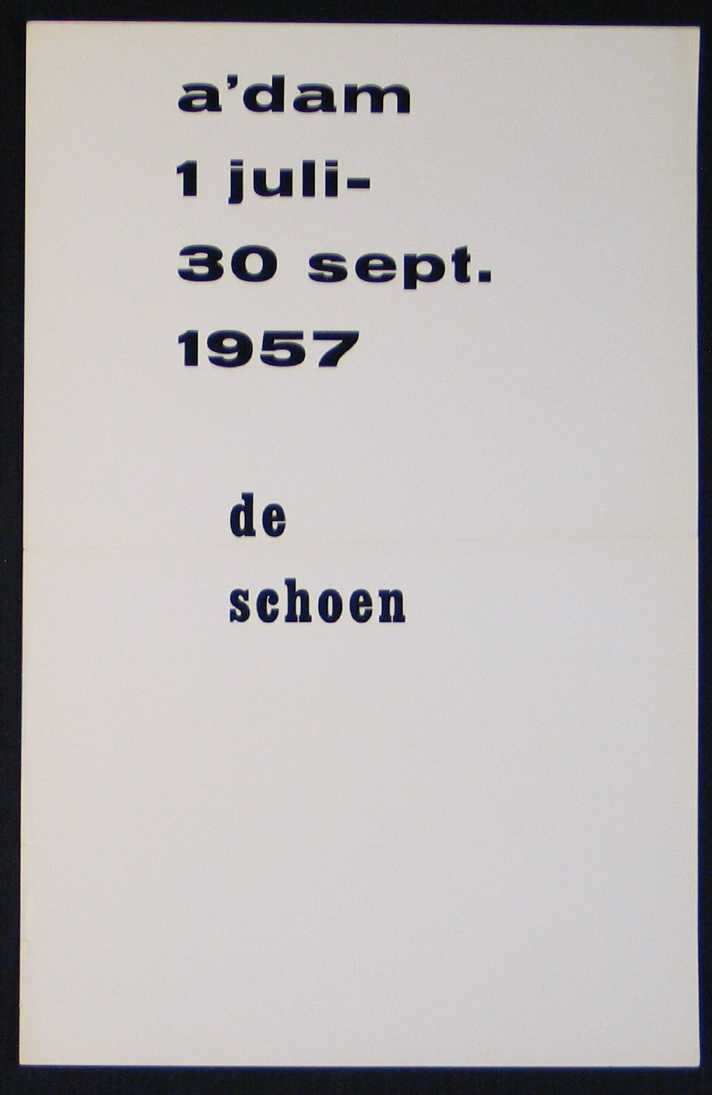 a'dam
1 juli-
30 sept.
1957
de
schoen